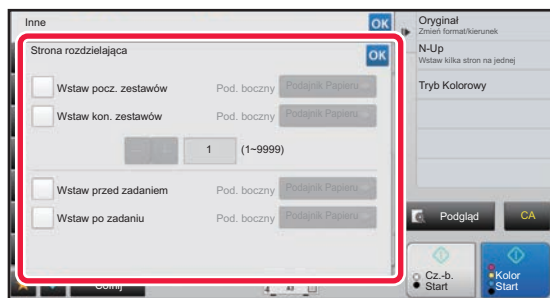 Inne
OK
Strona rozdzielająca
OK
Wstaw pocz. zestawów
Pod. boczny
Podajnik Papieru
Wstaw kon. zestawów
Pod. boczny
Podajnik Papieru
1
(1~9999)
Wstaw przed zadaniem
Pod. boczny
Podajnik Papieru
Wstaw po zadaniu
Pod. boczny
Podajnik Papieru
Oryginał
Zmień format/kierunek
N-Up
Wstaw kilka stron na jednej
Tryb Kolorowy
Podgląd
CA
Cz.-b.
Start
Kolor
Start